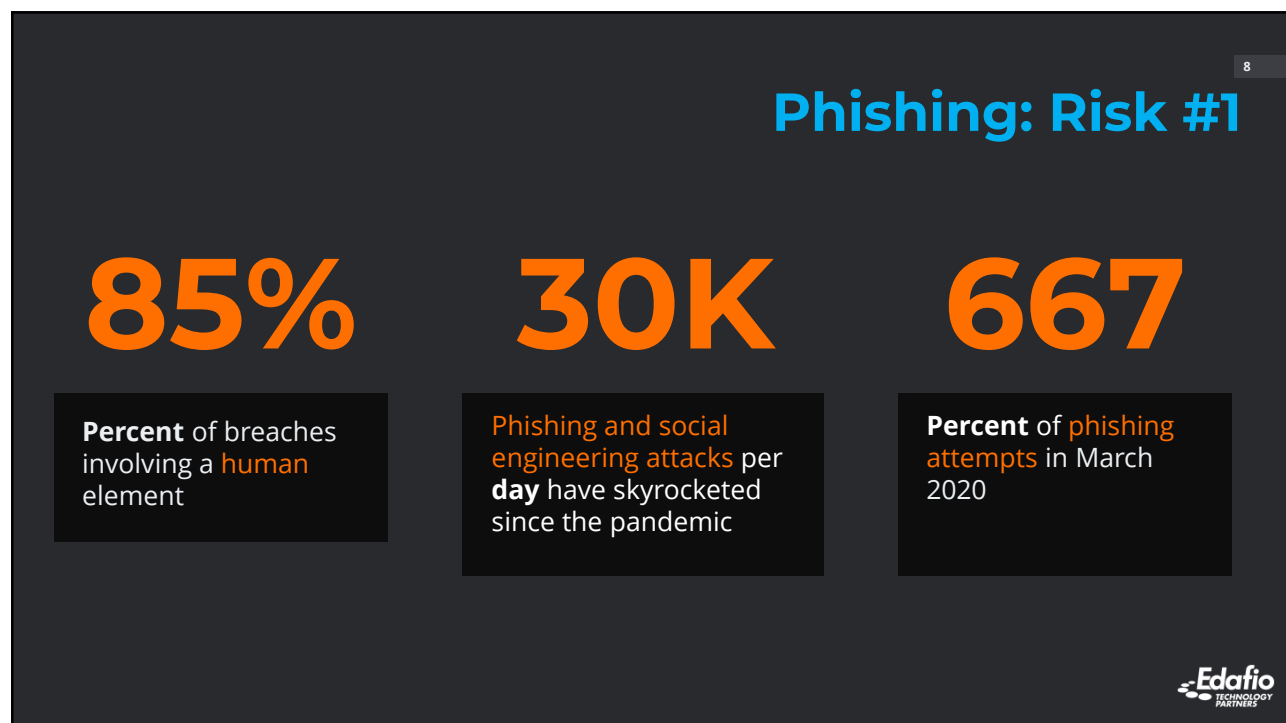 8
Phishing: Risk #1
85%
Percent of breaches
involving a human
element
30K
Phishing and social
engineering attacks per
day have skyrocketed
since the pandemic
667
Percent of phishing
attempts in March
2020
Edafio
TECHNOLOGY
PARTNERS